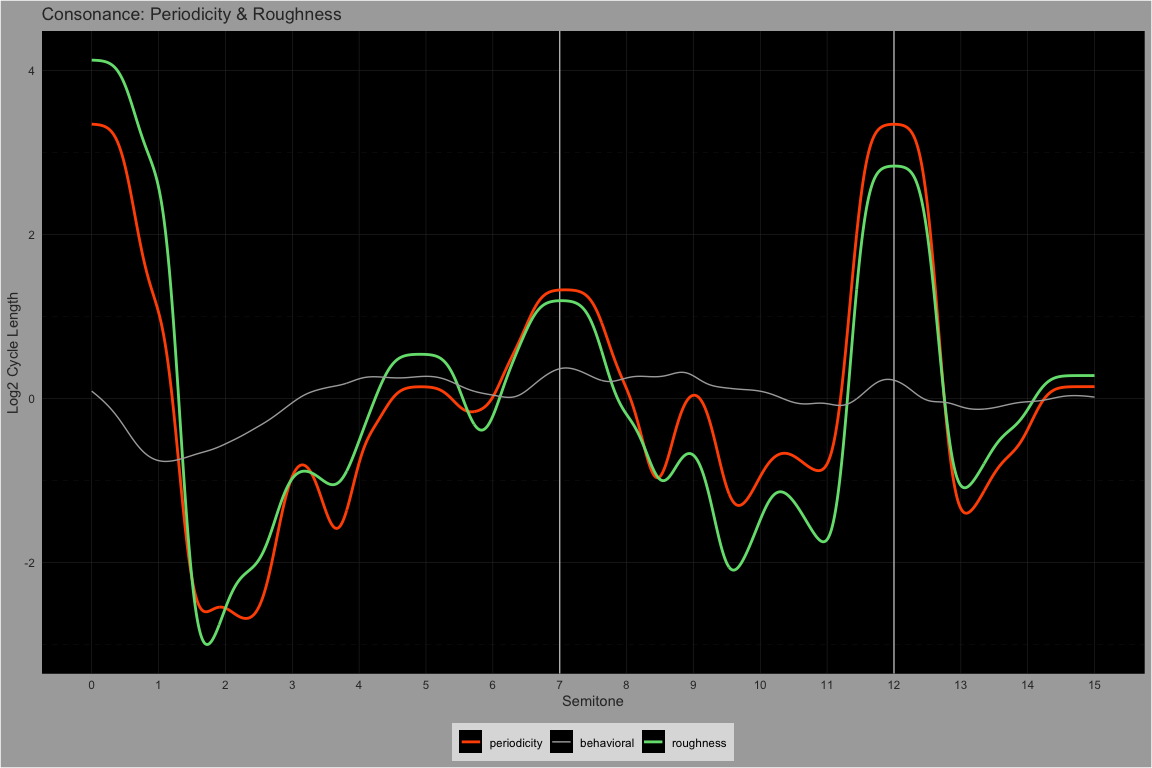 Consonance: Periodicity & Roughness
Log2 Cycle Length
4
2
0
-2
0 1 2 3 4 5 6 7 8 9 10 11 12 13 14 15
Semitone
periodicity behavioral roughness